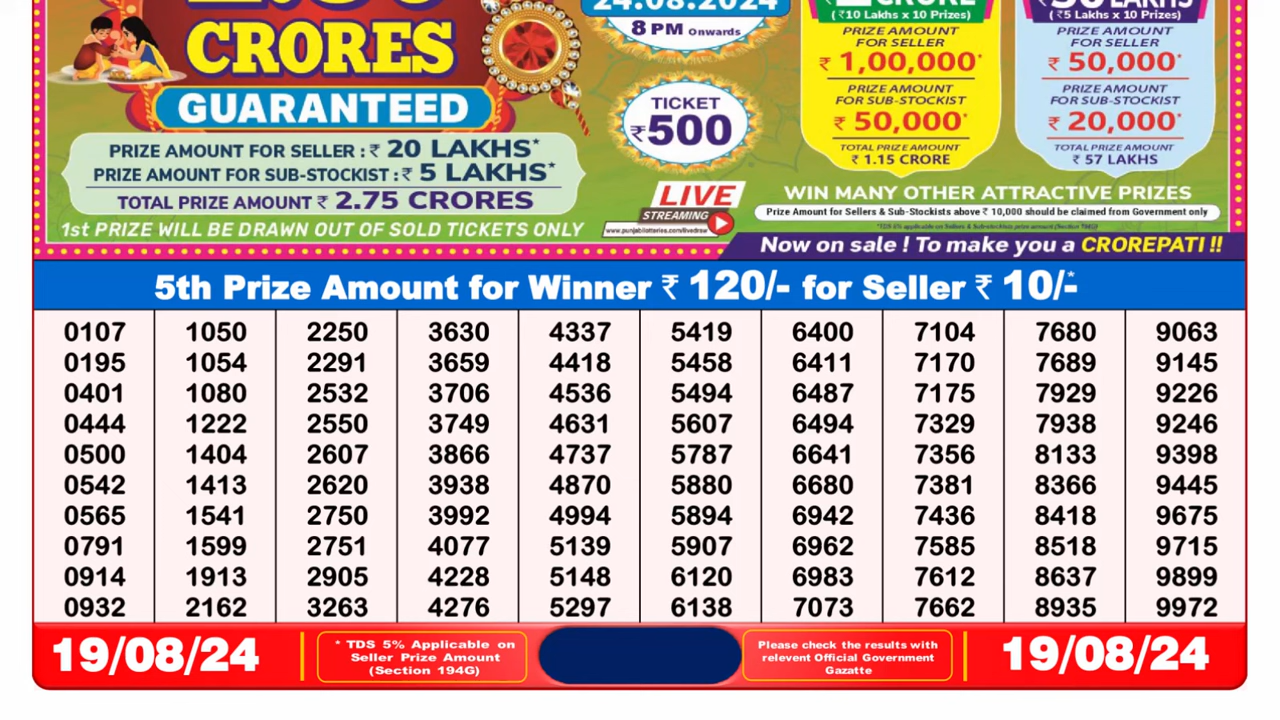 CRORES
GUARANTEED
PRIZE AMOUNT FOR SELLER : ₹ 20 LAKHS*
PRIZE AMOUNT FOR SUB-STOCKIST : ₹ 5 LAKHS*
TOTAL PRIZE AMOUNT ₹ 2.75 CRORES
1st PRIZE WILL BE DRAWN OUT OF SOLD TICKETS ONLY
24.08.2024
8 PM Onwards
TICKET
₹500
LIVE
STREAMING
www.punjablotteries.com/livedraw
(₹10 Lakhs x 10 Prizes)
PRIZE AMOUNT
FOR SELLER
₹ 1,00,000*
PRIZE AMOUNT
FOR SUB-STOCKIST
₹ 50,000*
TOTAL PRIZE AMOUNT
₹ 1.15 CRORE
(₹5 Lakhs x 10 Prizes)
PRIZE AMOUNT
FOR SELLER
₹ 50,000*
PRIZE AMOUNT
FOR SUB-STOCKIST
₹ 20,000*
TOTAL PRIZE AMOUNT
₹ 57 LAKHS
WIN MANY OTHER ATTRACTIVE PRIZES
Prize Amount for Sellers & Sub-Stockists above ₹ 10,000 should be claimed from Government only
Now on sale ! To make you a CROREPATI !!
5th Prize Amount for Winner ₹ 120/- for Seller ₹ 10/-*
0107 1050 2250 3630 4337 5419 6400 7104 7680 9063
0195 1054 2291 3659 4418 5458 6411 7170 7689 9145
0401 1080 2532 3706 4536 5494 6487 7175 7929 9226
0444 1222 2550 3749 4631 5607 6494 7329 7938 9246
0500 1404 2607 3866 4737 5787 6641 7356 8133 9398
0542 1413 2620 3938 4870 5880 6680 7381 8366 9445
0565 1541 2750 3992 4994 5894 6942 7436 8418 9675
0791 1599 2751 4077 5139 5907 6962 7585 8518 9715
0914 1913 2905 4228 5148 6120 6983 7612 8637 9899
0932 2162 3263 4276 5297 6138 7073 7662 8935 9972
19/08/24
* TDS 5% Applicable on
Seller Prize Amount
(Section 194G)
Please check the results with
relevent Official Government
Gazatte
19/08/24